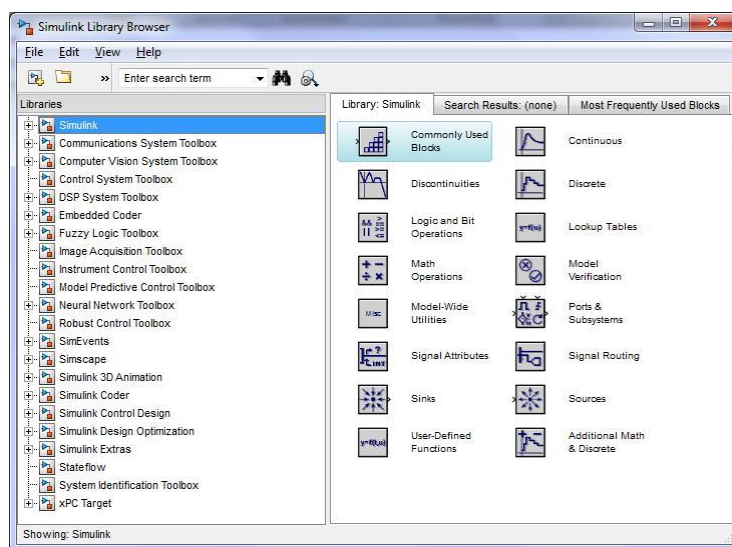 Simulink Library Browser
File Edit View Help
» Enter search term
Libraries
Library: Simulink Search Results: (none) Most Frequently Used Blocks
Simulink
Communications System Toolbox
Computer Vision System Toolbox
Control System Toolbox
DSP System Toolbox
Embedded Coder
Fuzzy Logic Toolbox
Image Acquisition Toolbox
Instrument Control Toolbox
Model Predictive Control Toolbox
Neural Network Toolbox
Robust Control Toolbox
SimEvents
Simscape
Simulink 3D Animation
Simulink Coder
Simulink Control Design
Simulink Design Optimization
Simulink Extras
Stateflow
System Identification Toolbox
xPC Target
Commonly Used
Blocks
Continuous
Discontinuities
Discrete
Logic and Bit
Operations
y=f(u)
Lookup Tables
+ −
÷ ×
Math
Operations
Model
Verification
Misc
Model-Wide
Utilities
Ports &
Subsystems
Signal Attributes
Signal Routing
Sinks
Sources
y=f(t,u)
User-Defined
Functions
Additional Math
& Discrete
Showing: Simulink